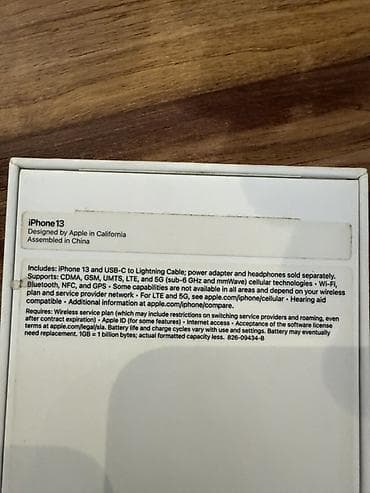 iPhone 13
Designed by Apple in California
Assembled in China
Includes: iPhone 13 and USB-C to Lightning Cable; power adapter and headphones sold separately.
Supports: CDMA, GSM, UMTS, LTE, and 5G (sub-6 GHz and mmWave) cellular technologies • Wi-Fi,
Bluetooth, NFC, and GPS • Some capabilities are not available in all areas and depend on your wireless
plan and service provider network • For LTE and 5G, see apple.com/iphone/cellular • Hearing aid
compatible • Additional information at apple.com/iphone/compare.
Requires: Wireless service plan (which may include restrictions on switching service providers and roaming, even
after contract expiration) • Apple ID (for some features) • Internet access • Acceptance of the software license
terms at apple.com/legal/sla. Battery life and charge cycles vary with use and settings. Battery may eventually
need replacement. 1GB = 1 billion bytes; actual formatted capacity less. 826-09434-B